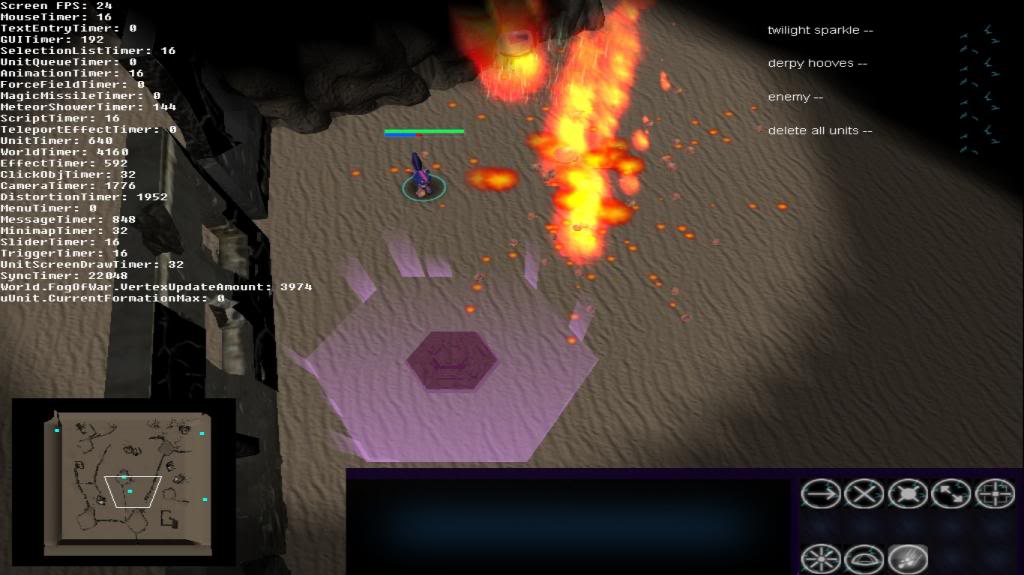 Screen FPS: 24
MouseTimer: 16
TextEntryTimer: 0
GUITimer: 192
SelectionListTimer: 16
UnitQueueTimer: 0
AnimationTimer: 16
ForceFieldTimer: 0
MagicMissileTimer: 0
MeteorShowerTimer: 144
ScriptTimer: 16
TeleportEffectTimer: 0
UnitTimer: 640
WorldTimer: 4160
EffectTimer: 592
ClickObjTimer: 32
CameraTimer: 1776
DistortionTimer: 1952
MenuTimer: 0
MessageTimer: 848
MinimapTimer: 32
SliderTimer: 16
TriggerTimer: 16
UnitScreenDrawTimer: 32
SyncTimer: 22048
World.FogOfWar.VertexUpdateAmount: 3974
uUnit.CurrentFormationMax: 0
twilight sparkle --
derpy hooves --
enemy --
delete all units --